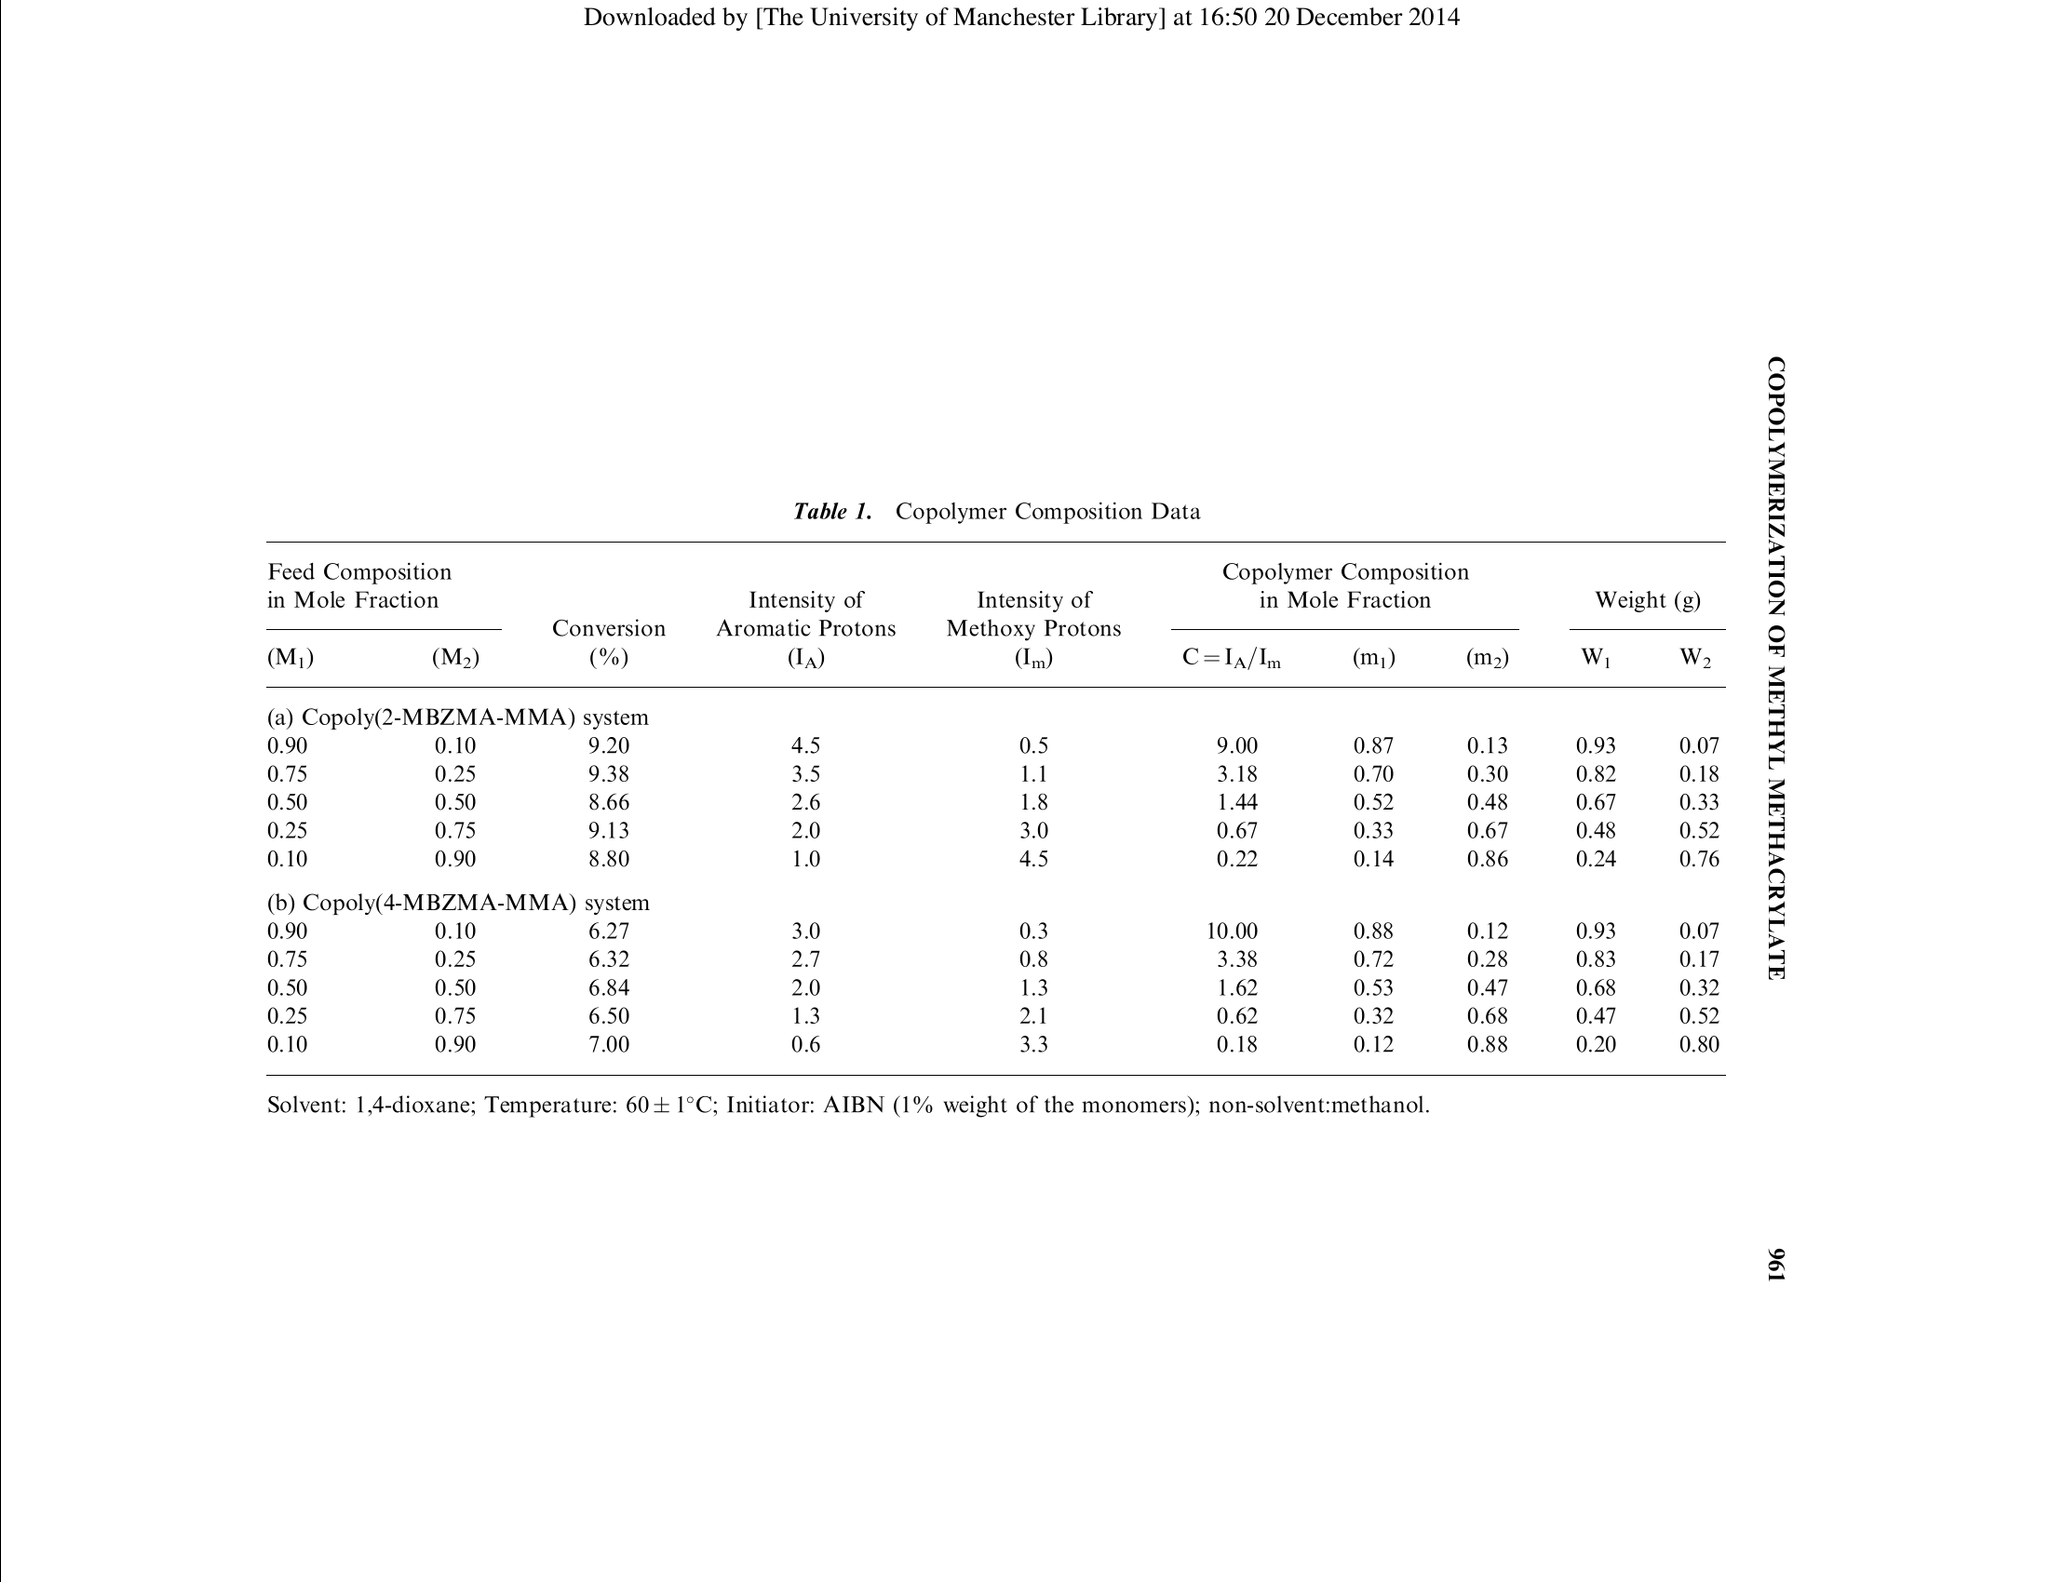 Downloaded by [The University of Manchester Library] at 16:50 20 December 2014
Table 1. Copolymer Composition Data
Feed Composition in Mole Fraction
Conversion (%)
Intensity of Aromatic Protons (I_A)
Intensity of Methoxy Protons (I_m)
Copolymer Composition in Mole Fraction
Weight (g)
(M₁) (M₂) C = I_A/I_m (m₁) (m₂) W₁ W₂
(a) Copoly(2-MBZMA-MMA) system
0.90 0.10 9.20 4.5 0.5 9.00 0.87 0.13 0.93 0.07
0.75 0.25 9.38 3.5 1.1 3.18 0.70 0.30 0.82 0.18
0.50 0.50 8.66 2.6 1.8 1.44 0.52 0.48 0.67 0.33
0.25 0.75 9.13 2.0 3.0 0.67 0.33 0.67 0.48 0.52
0.10 0.90 8.80 1.0 4.5 0.22 0.14 0.86 0.24 0.76
(b) Copoly(4-MBZMA-MMA) system
0.90 0.10 6.27 3.0 0.3 10.00 0.88 0.12 0.93 0.07
0.75 0.25 6.32 2.7 0.8 3.38 0.72 0.28 0.83 0.17
0.50 0.50 6.84 2.0 1.3 1.62 0.53 0.47 0.68 0.32
0.25 0.75 6.50 1.3 2.1 0.62 0.32 0.68 0.47 0.52
0.10 0.90 7.00 0.6 3.3 0.18 0.12 0.88 0.20 0.80
Solvent: 1,4-dioxane; Temperature: 60 ± 1°C; Initiator: AIBN (1% weight of the monomers); non-solvent:methanol.
COPOLYMERIZATION OF METHYL METHACRYLATE
961